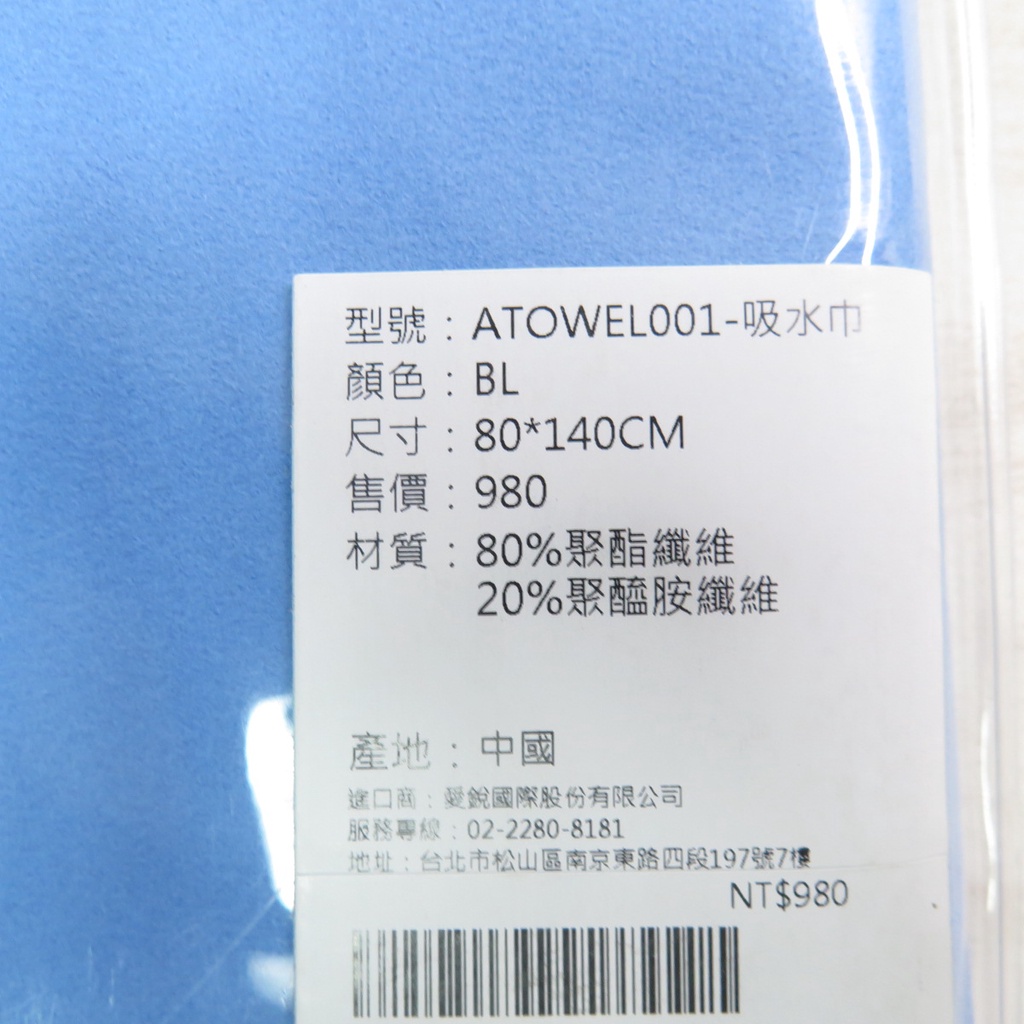 型號：ATOWEL001-吸水巾
顏色：BL
尺寸：80*140CM
售價：980
材質：80%聚酯纖維
20%聚醯胺纖維
產地：中國
進口商：愛銳國際股份有限公司
服務專線：02-2280-8181
地址：台北市松山區南京東路四段197號7樓
NT$980